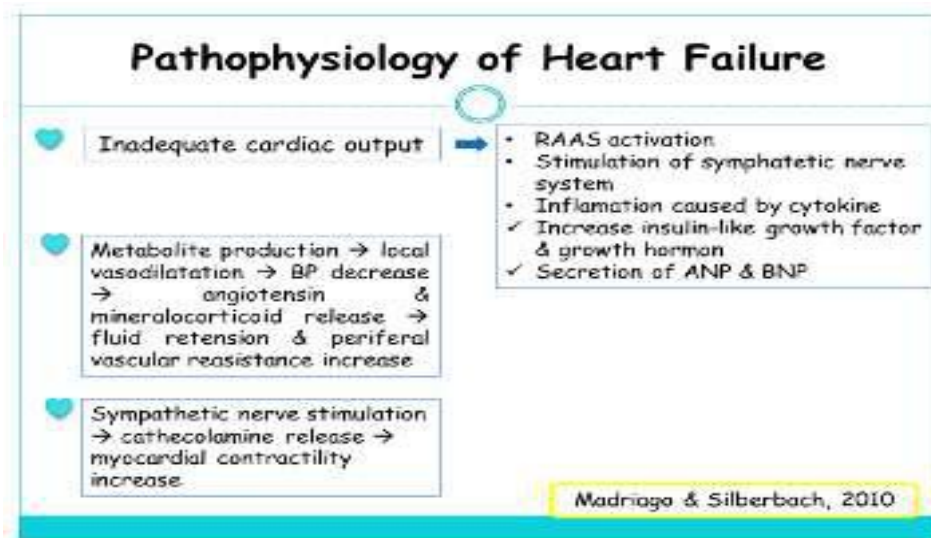 Pathophysiology of Heart Failure
Inadequate cardiac output
• RAAS activation
• Stimulation of symphatetic nerve
system
• Inflamation caused by cytokine
✓ Increase insulin-like growth factor
& growth hormon
✓ Secretion of ANP & BNP
Metabolite production → local
vasodilatation → BP decrease
→ angiotensin &
mineralocorticoid release →
fluid retension & periferal
vascular reasistance increase
Sympathetic nerve stimulation
→ cathecolamine release →
myocardial contractility
increase
Madriago & Silberbach, 2010